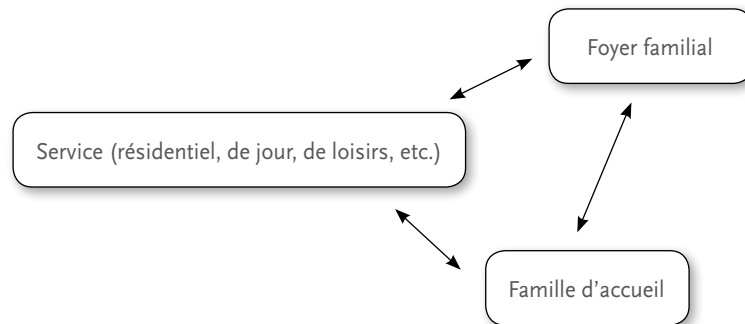 Foyer familial
Service (résidentiel, de jour, de loisirs, etc.)
Famille d’accueil